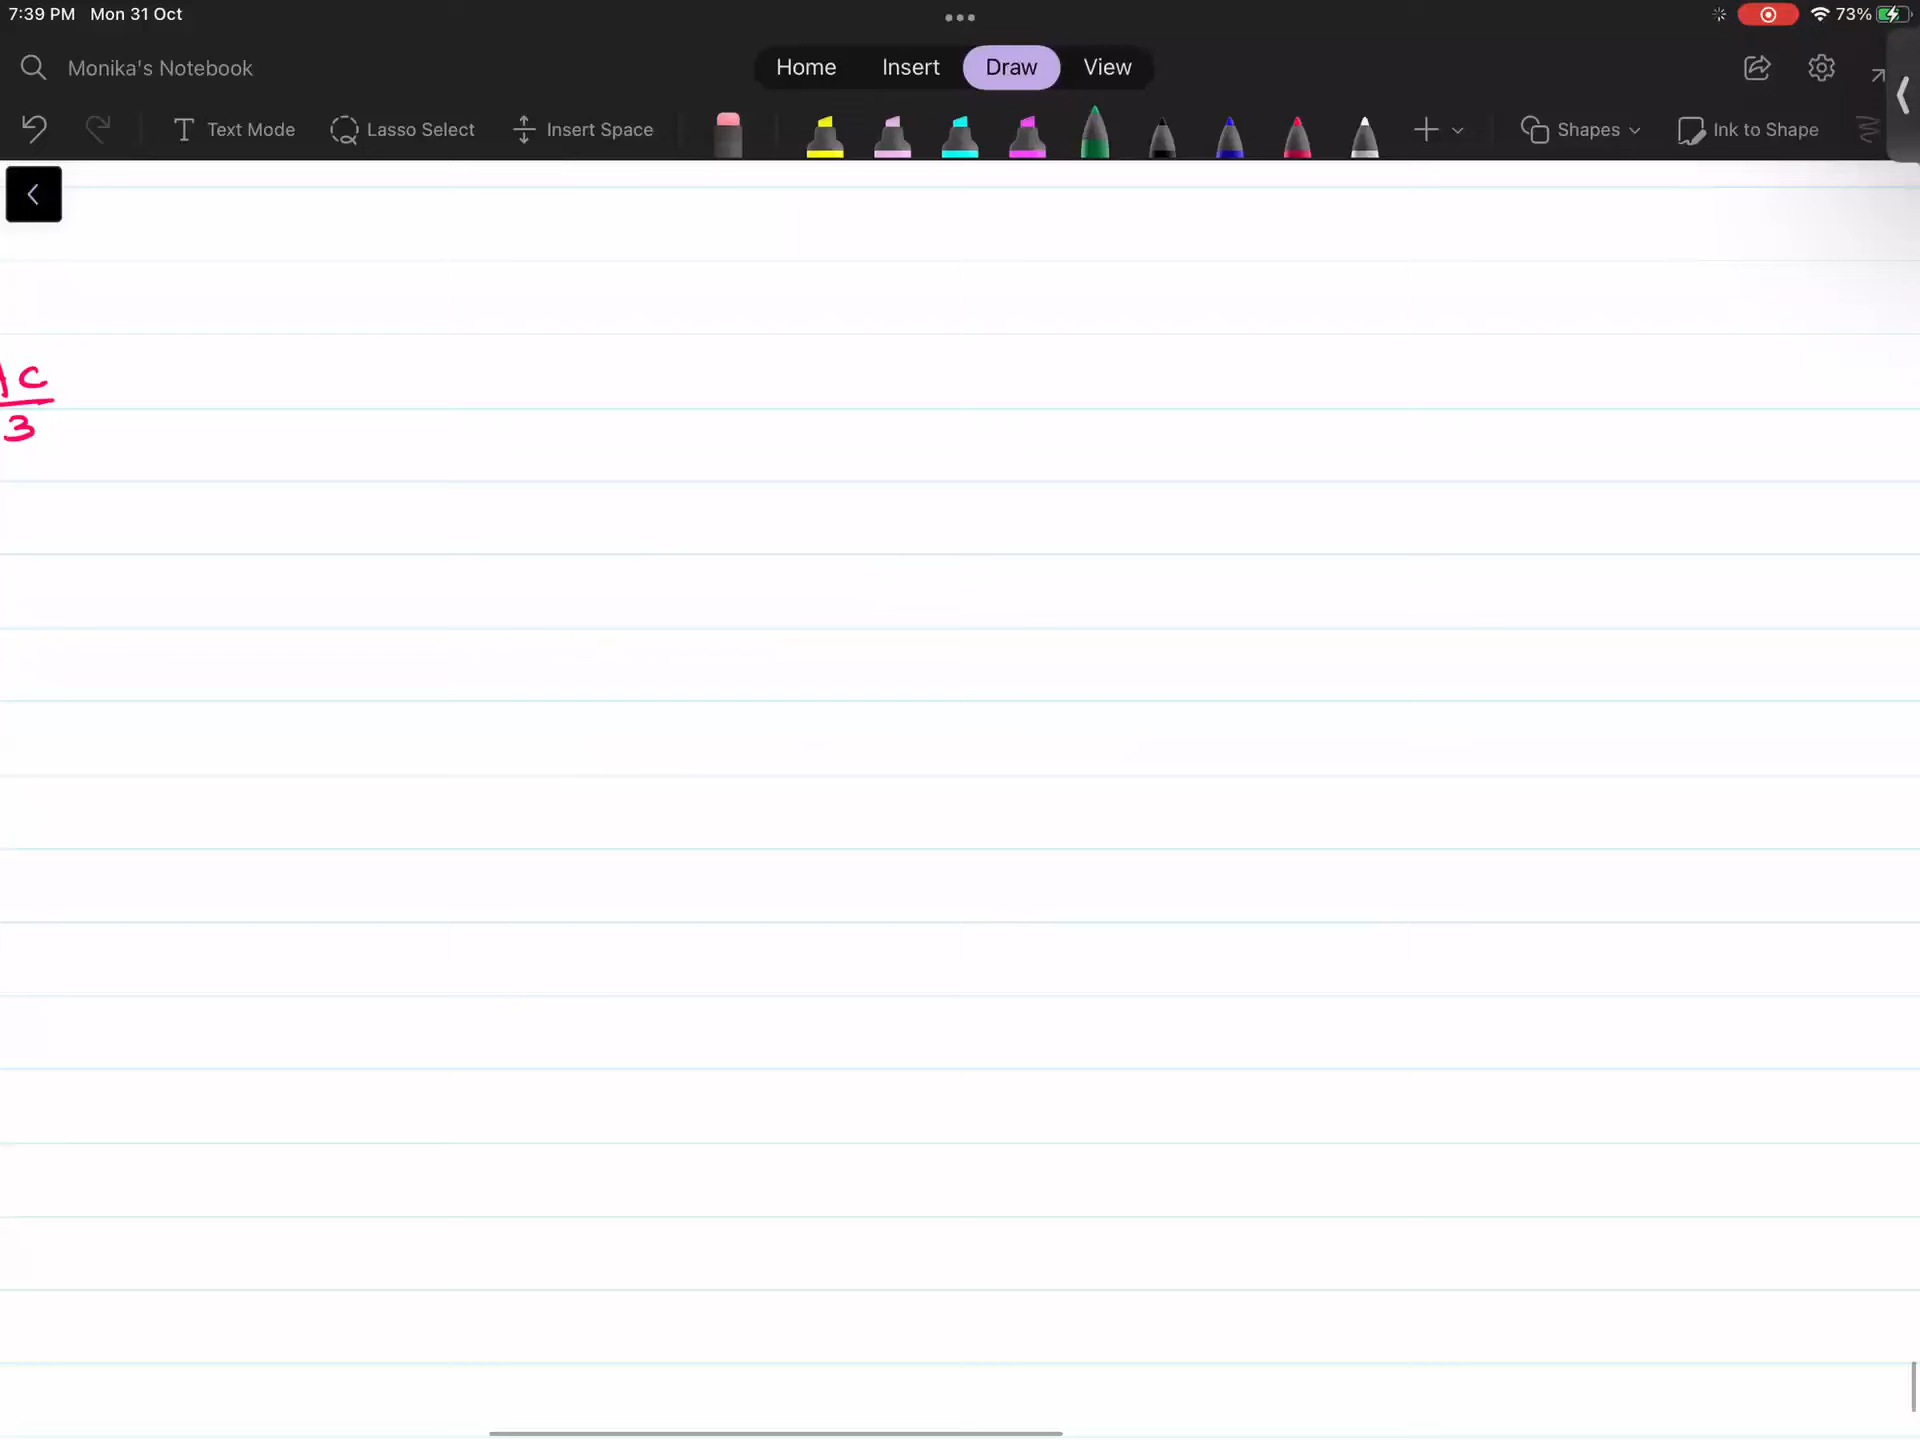 7:39 PM Mon 31 Oct
73%
Monika's Notebook
Home Insert Draw View
Text Mode Lasso Select Insert Space Shapes Ink to Shape
C
3